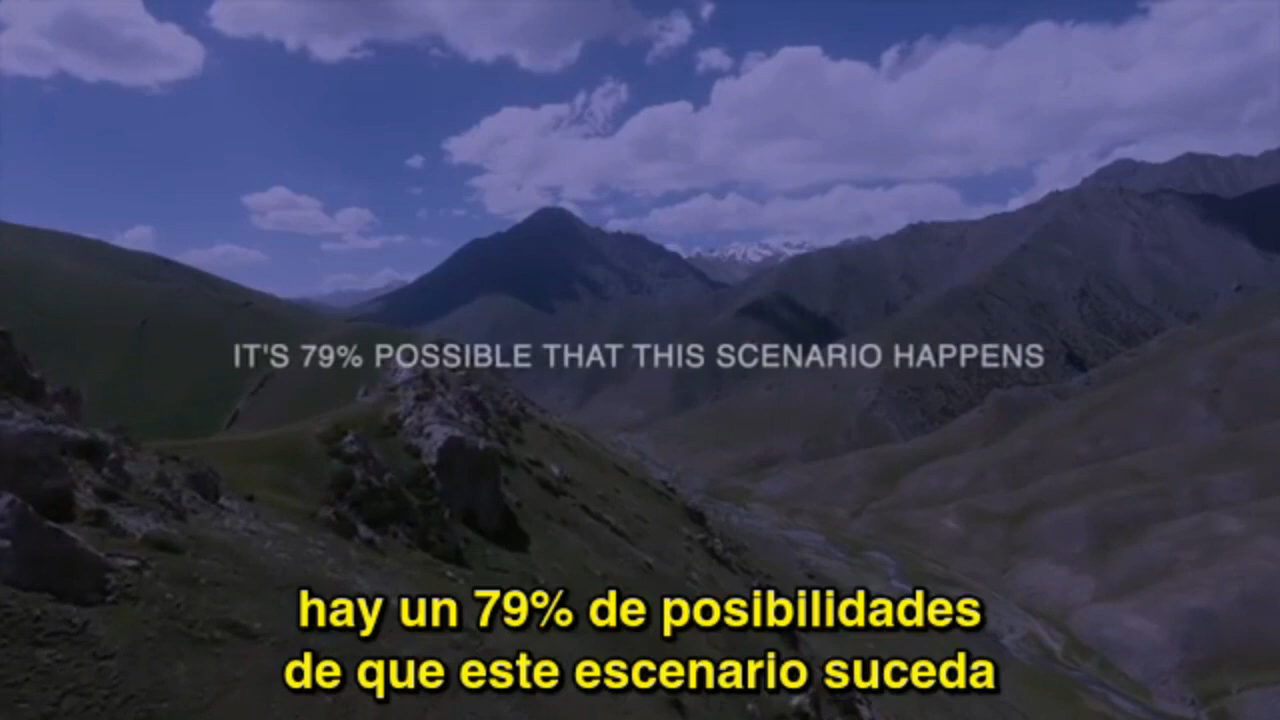 IT'S 79% POSSIBLE THAT THIS SCENARIO HAPPENS
hay un 79% de posibilidades
de que este escenario suceda